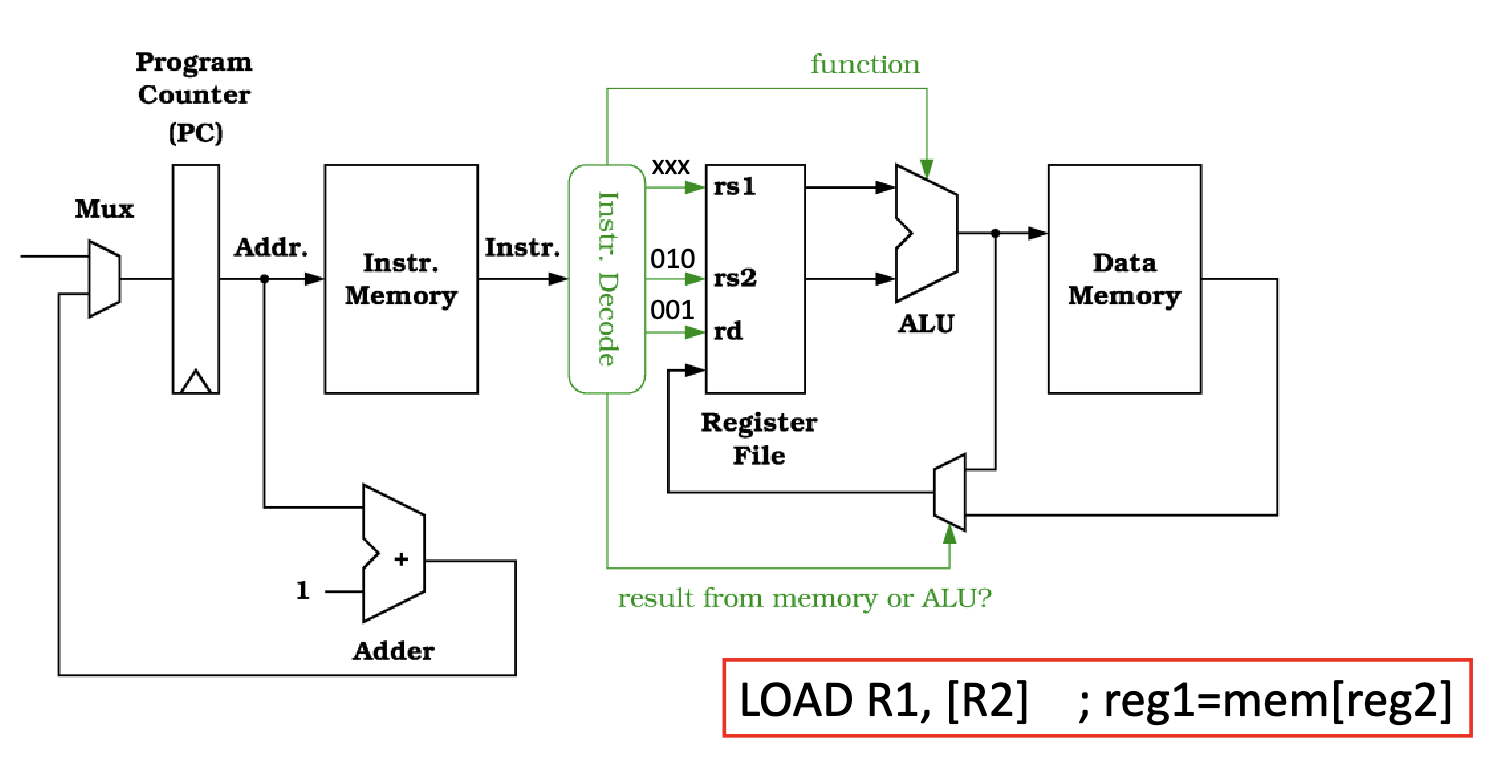 function
Program
Counter
(PC)
Mux
Addr.
Instr.
Memory
Instr.
Instr. Decode
xxx
010
001
rs1
rs2
rd
Register
File
ALU
Data
Memory
1
+
Adder
result from memory or ALU?
LOAD R1, [R2] ; reg1=mem[reg2]